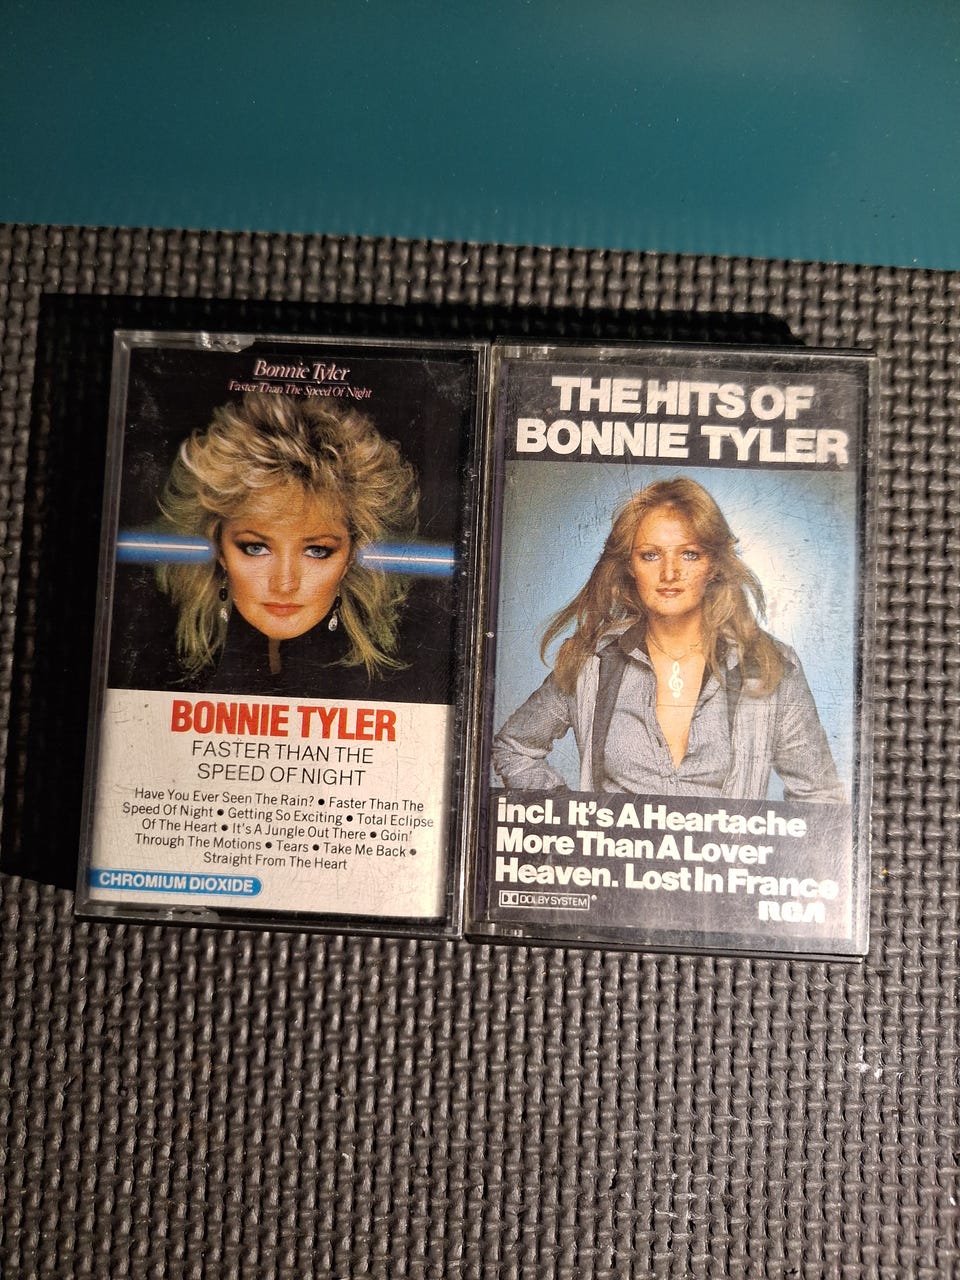 Bonnie Tyler
Faster Than The Speed Of Night
BONNIE TYLER
FASTER THAN THE
SPEED OF NIGHT
Have You Ever Seen The Rain? • Faster Than The
Speed Of Night • Getting So Exciting • Total Eclipse
Of The Heart • It's A Jungle Out There • Goin'
Through The Motions • Tears • Take Me Back •
Straight From The Heart
CHROMIUM DIOXIDE
THE HITS OF
BONNIE TYLER
incl. It's A Heartache
More Than A Lover
Heaven. Lost In France
DOLBY SYSTEM®
RCA